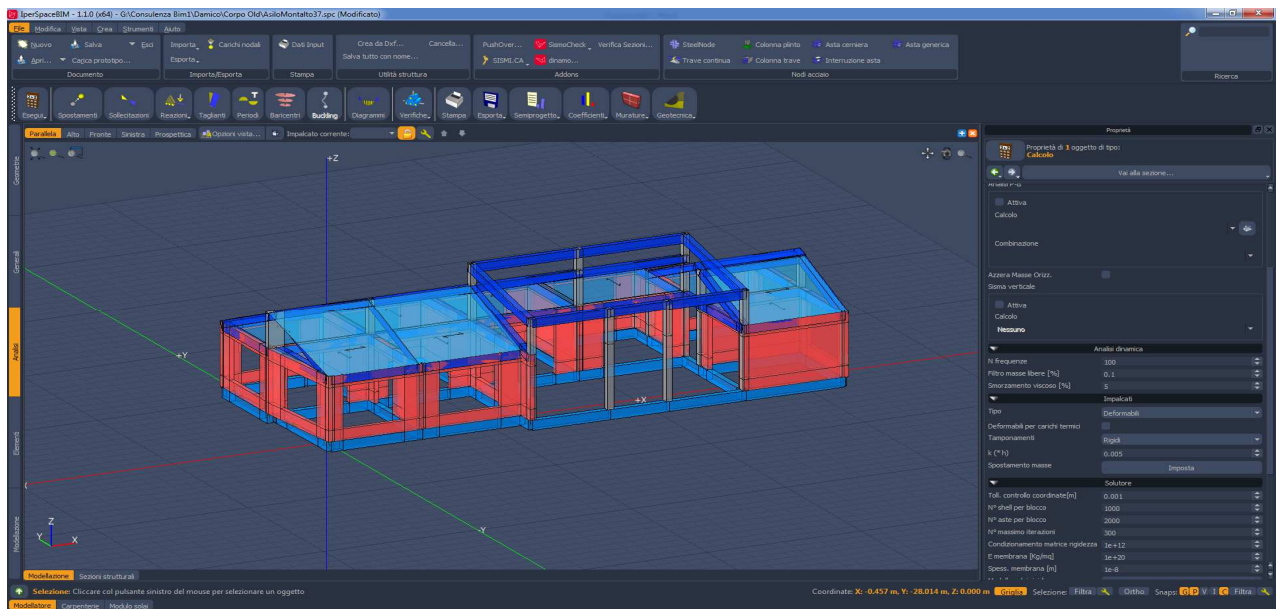 IperSpaceBIM - 1.1.0 (x64) - G:\Consulenza Bim1\Damico\Corpo Old\AsiloMontalto37.spc (Modificato)
File Modifica Vista Crea Strumenti Aiuto
Nuovo Salva Esci Importa Carichi nodali Dati Input Crea da Dxf... Cancella... PushOver... SismoCheck Verifica Sezioni... SteelNode Colonna plinto Asta cerniera Asta generica
Apri... Carica prototipo... Esporta Salva tutto con nome... SISMI.CA dinamo... Trave continua Colonna trave Interruzione asta
Documento Importa/Esporta Stampa Utilità struttura Addons Nodi acciaio Ricerca
Esegui Spostamenti Sollecitazioni Reazioni Taglianti Periodi Baricentri Buckling Diagrammi Verifiche Stampa Esporta Semiprogetto Coefficienti Murature Geotecnica
Parallela Alto Fronte Sinistra Prospettica Opzioni vista... Impalcato corrente:
Geometrie
Generali
Analisi
Elementi
Modellazione
+Z
+Y
+X
-Y
Z
Y
X
Proprietà
Proprietà di 1 oggetto di tipo:
Calcolo
Vai alla sezione...
Analisi P-δ
Attiva
Calcolo
Combinazione
Azzera Masse Orizz.
Sisma verticale
Attiva
Calcolo
Nessuno
Analisi dinamica
N frequenze 100
Filtro masse libere [%] 0.1
Smorzamento viscoso [%] 5
Impalcati
Tipo Deformabili
Deformabili per carichi termici
Tamponamenti Rigidi
k (* h) 0.005
Spostamento masse Imposta
Solutore
Toll. controllo coordinate[m] 0.001
N° shell per blocco 1000
N° aste per blocco 2000
N° massimo iterazioni 300
Condizionamento matrice rigidezza 1e+12
E membrana [Kg/mq] 1e+20
Spess. membrana [m] 1e-8
Modellazione Sezioni strutturali
Selezione: Cliccare col pulsante sinistro del mouse per selezionare un oggetto Coordinate: X: -0.457 m, Y: -28.014 m, Z: 0.000 m Griglia Selezione: Filtra Ortho Snaps: G P V I C Filtra
Modellatore Carpenterie Modulo solai